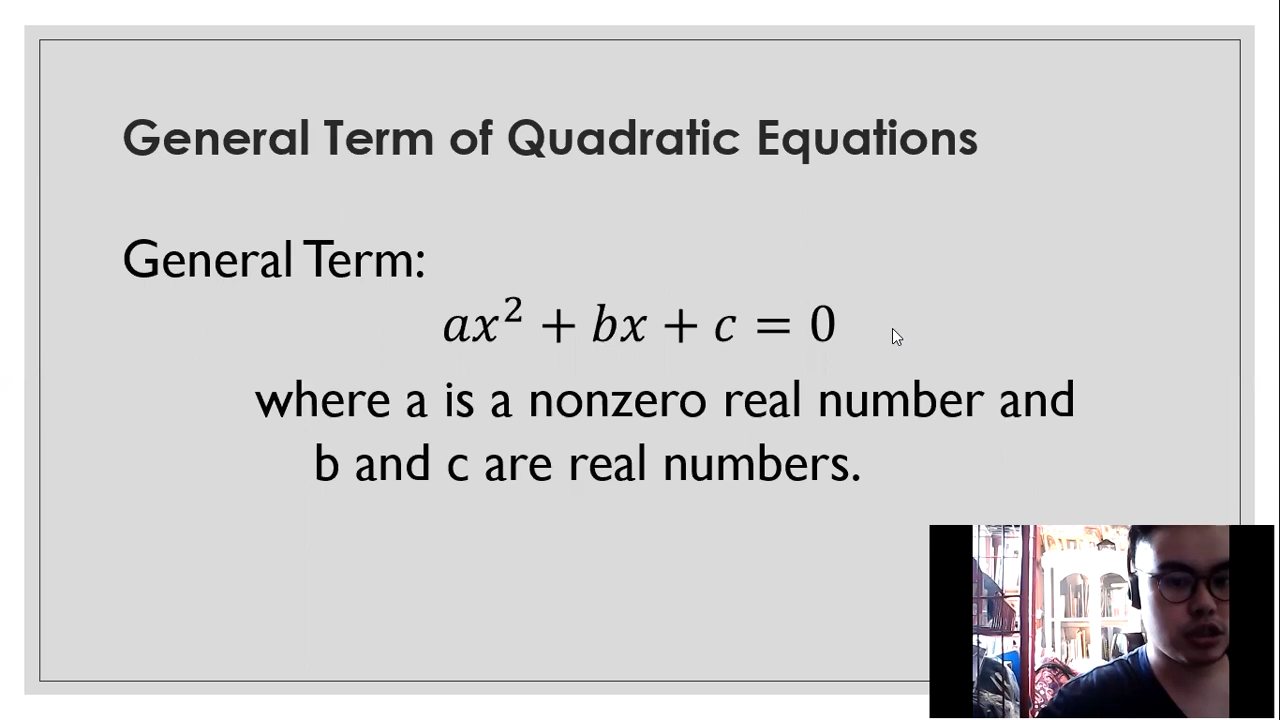 General Term of Quadratic Equations
General Term:
𝑎𝑥² + 𝑏𝑥 + 𝑐 = 0
where a is a nonzero real number and
b and c are real numbers.